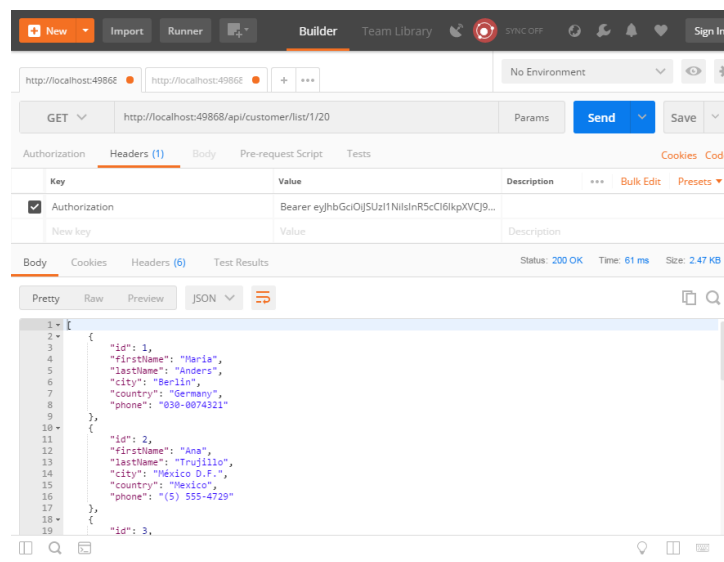 New Import Runner Builder Team Library SYNC OFF Sign In
http://localhost:4986 http://localhost:4986 + •••
No Environment
GET http://localhost:49868/api/customer/list/1/20 Params Send Save
Authorization Headers (1) Body Pre-request Script Tests Cookies Cod
Key Value Description ••• Bulk Edit Presets
Authorization Bearer
New key Value Description
Body Cookies Headers (6) Test Results Status: 200 OK Time: 61 ms Size: 2.47 KB
Pretty Raw Preview JSON
1 [
2 {
3 "id": 1,
4 "firstName": "Maria",
5 "lastName": "Anders",
6 "city": "Berlin",
7 "country": "Germany",
8 "phone": "030-0074321"
9 },
10 {
11 "id": 2,
12 "firstName": "Ana",
13 "lastName": "Trujillo",
14 "city": "México D.F.",
15 "country": "Mexico",
16 "phone": "(5) 555-4729"
17 },
18 {
19 "id": 3,